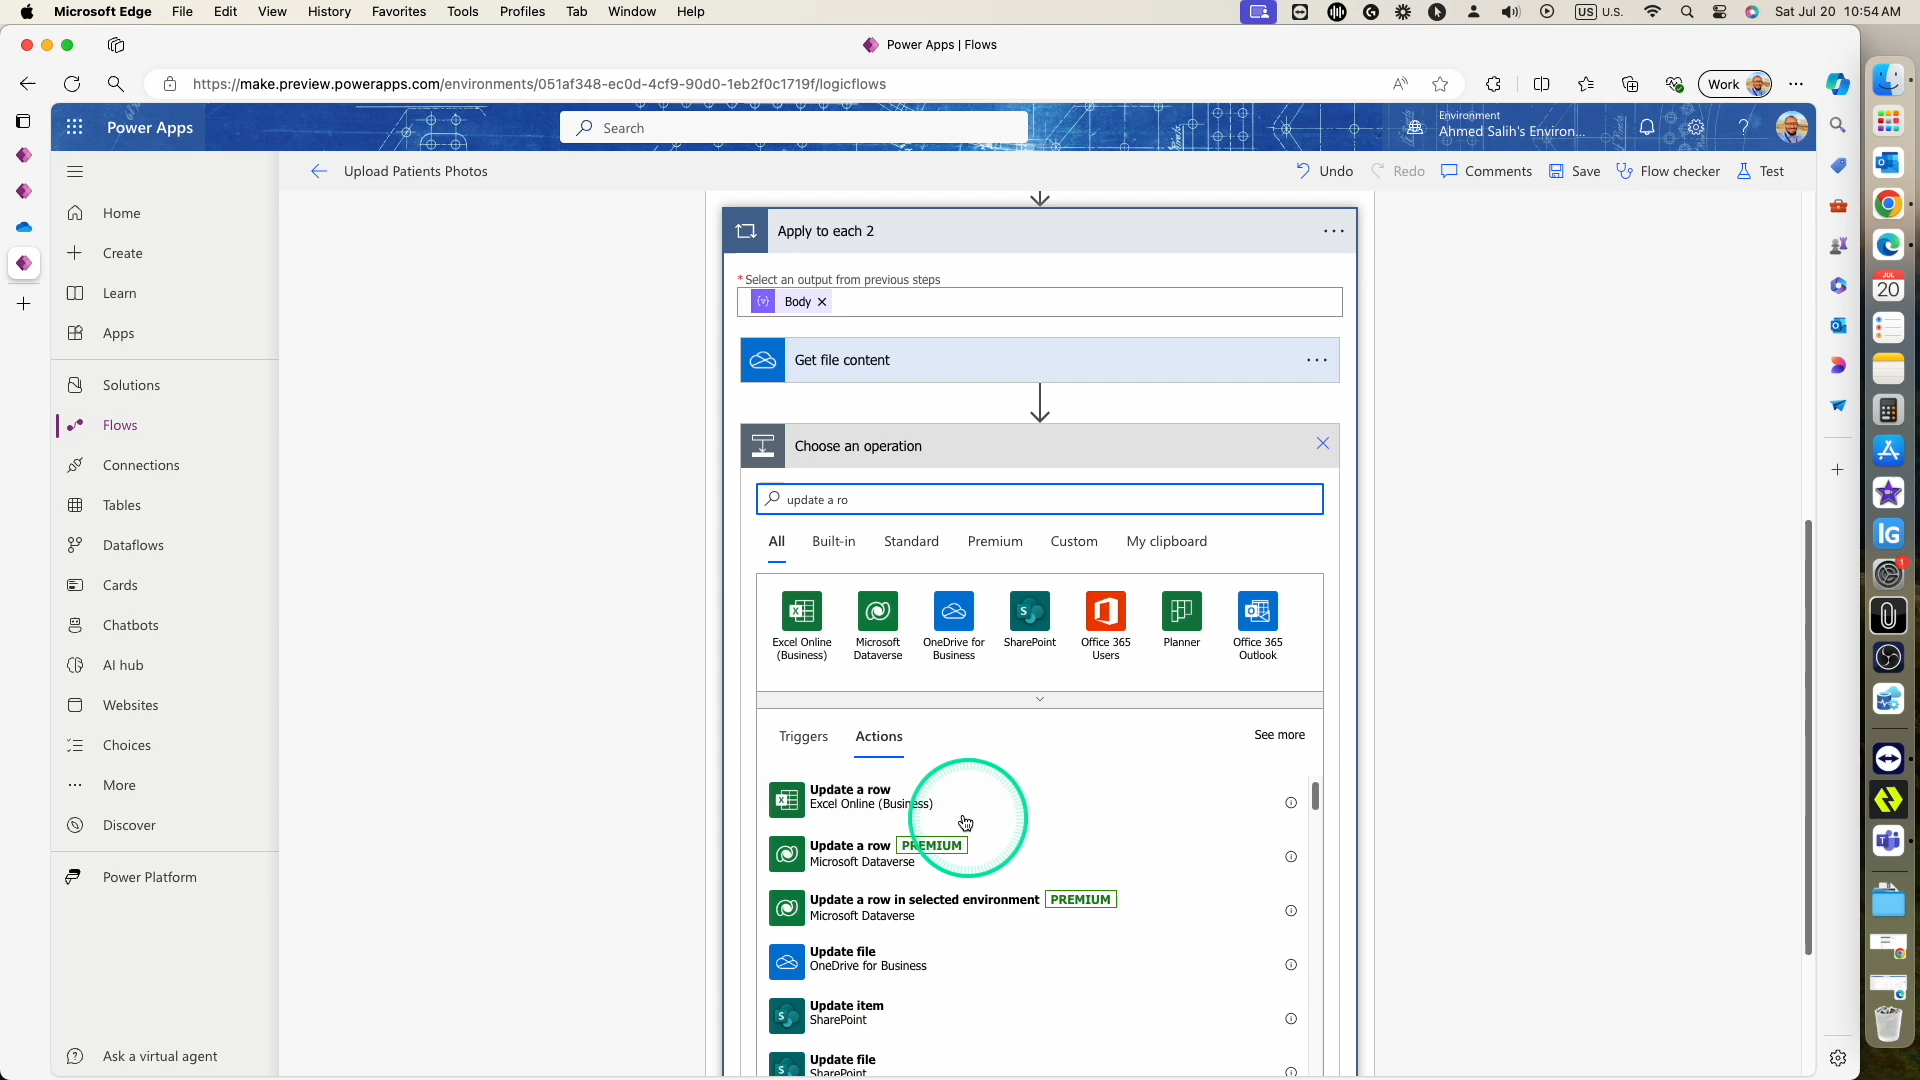 Microsoft Edge File Edit View History Favorites Tools Profiles Tab Window Help
US U.S. Sat Jul 20 10:54 AM
Power Apps | Flows
https://make.preview.powerapps.com/environments/051af348-ec0d-4cf9-90d0-1eb2f0c1719f/logicflows
Work
Power Apps
Search
Environment
Ahmed Salih's Environ...
Upload Patients Photos
Undo Redo Comments Save Flow checker Test
Home
Create
Learn
Apps
Solutions
Flows
Connections
Tables
Dataflows
Cards
Chatbots
AI hub
Websites
Choices
More
Discover
Power Platform
Ask a virtual agent
Apply to each 2
* Select an output from previous steps
Body
Get file content
Choose an operation
update a ro
All Built-in Standard Premium Custom My clipboard
Excel Online (Business)
Microsoft Dataverse
OneDrive for Business
SharePoint
Office 365 Users
Planner
Office 365 Outlook
Triggers Actions See more
Update a row
Excel Online (Business)
Update a row PREMIUM
Microsoft Dataverse
Update a row in selected environment PREMIUM
Microsoft Dataverse
Update file
OneDrive for Business
Update item
SharePoint
Update file
SharePoint
JUL
20
1